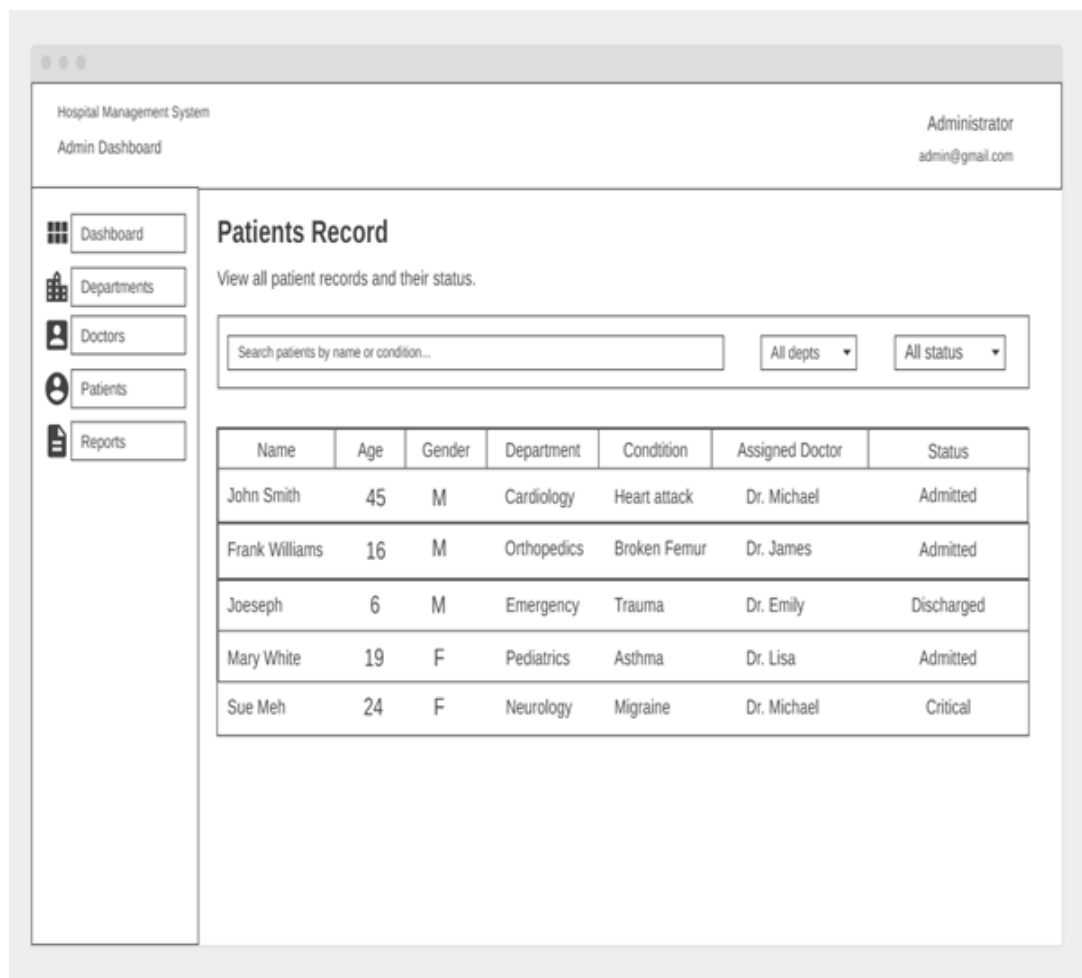 Hospital Management System
Admin Dashboard
Administrator
admin@gmail.com
Dashboard
Departments
Doctors
Patients
Reports
Patients Record
View all patient records and their status.
Search patients by name or condition...
All depts
All status
Name Age Gender Department Condtition Assigned Doctor Status
John Smith 45 M Cardiology Heart attack Dr. Michael Admitted
Frank Williams 16 M Orthopedics Broken Femur Dr. James Admitted
Joeseph 6 M Emergency Trauma Dr. Emily Discharged
Mary White 19 F Pediatrics Asthma Dr. Lisa Admitted
Sue Meh 24 F Neurology Migraine Dr. Michael Critical